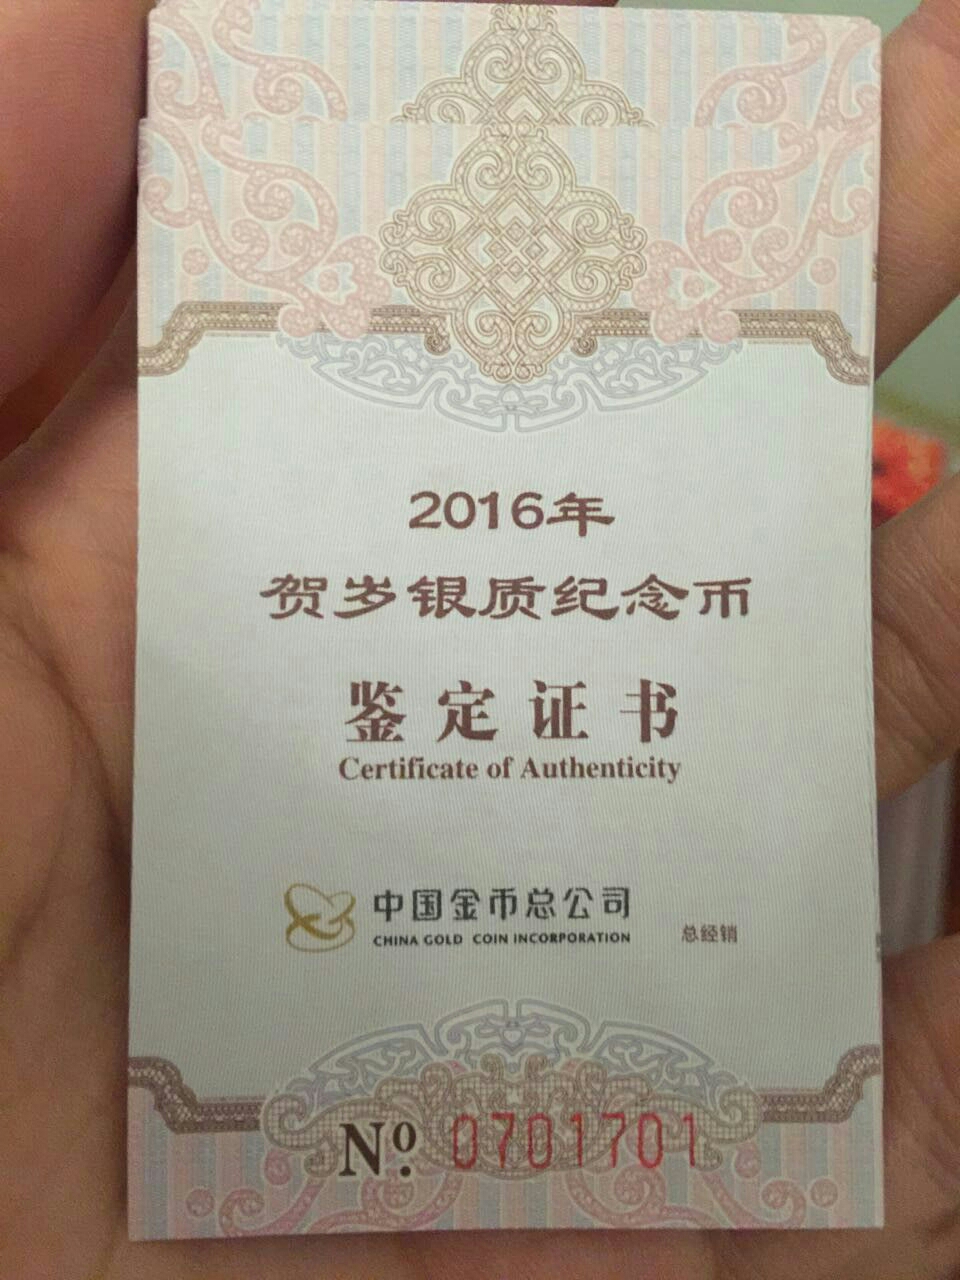 2016年
贺岁银质纪念币
鉴定证书
Certificate of Authenticity
中国金币总公司
CHINA GOLD COIN INCORPORATION
总经销
Nº. 0701701